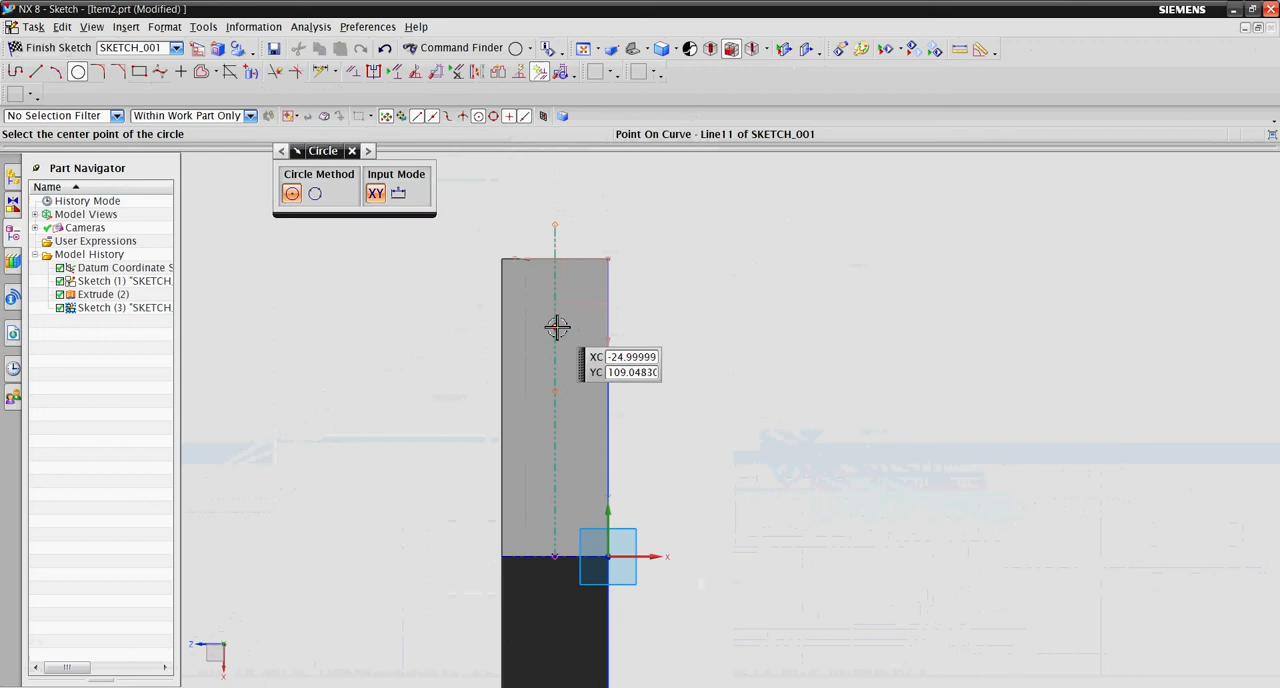 NX 8 - Sketch - [Item2.prt (Modified) ]
SIEMENS
Task Edit View Insert Format Tools Information Analysis Preferences Help
Finish Sketch SKETCH_001 Command Finder
No Selection Filter Within Work Part Only
Select the center point of the circle
Point On Curve - Line11 of SKETCH_001
Part Navigator
Name
History Mode
Model Views
Cameras
User Expressions
Model History
Datum Coordinate S
Sketch (1) "SKETCH_
Extrude (2)
Sketch (3) "SKETCH_
Circle
Circle Method Input Mode
XY
XC -24.99999
YC 109.04830
X
Z
X